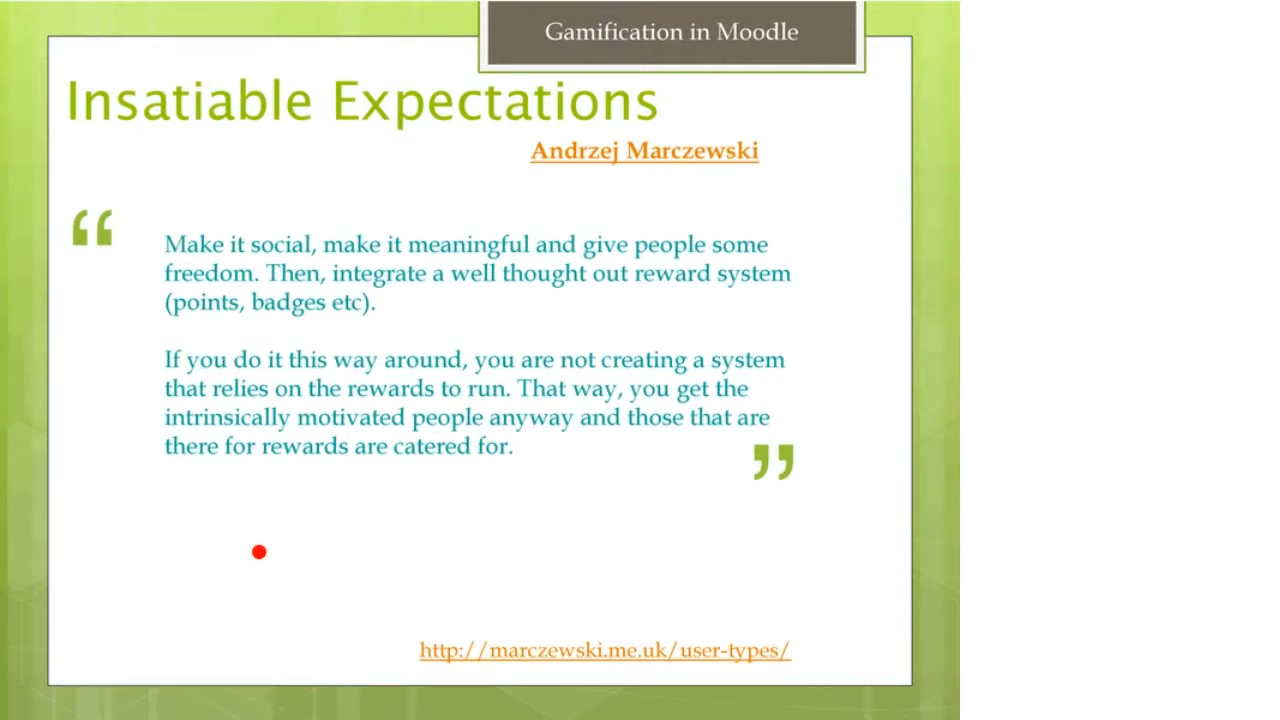 Gamification in Moodle
Insatiable Expectations
Andrzej Marczewski
“
Make it social, make it meaningful and give people some
freedom. Then, integrate a well thought out reward system
(points, badges etc).
If you do it this way around, you are not creating a system
that relies on the rewards to run. That way, you get the
intrinsically motivated people anyway and those that are
there for rewards are catered for.
”
http://marczewski.me.uk/user-types/